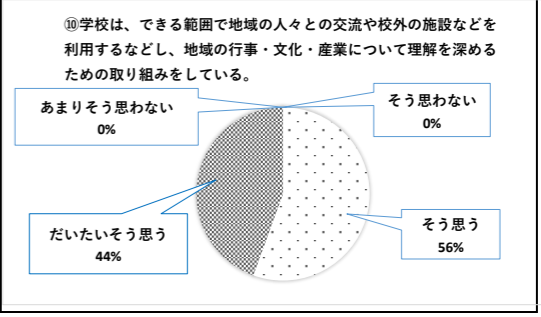 ⑩学校は、できる範囲で地域の人々との交流や校外の施設などを
利用するなどし、地域の行事・文化・産業について理解を深める
ための取り組みをしている。
あまりそう思わない
0%
そう思わない
0%
だいたいそう思う
44%
そう思う
56%